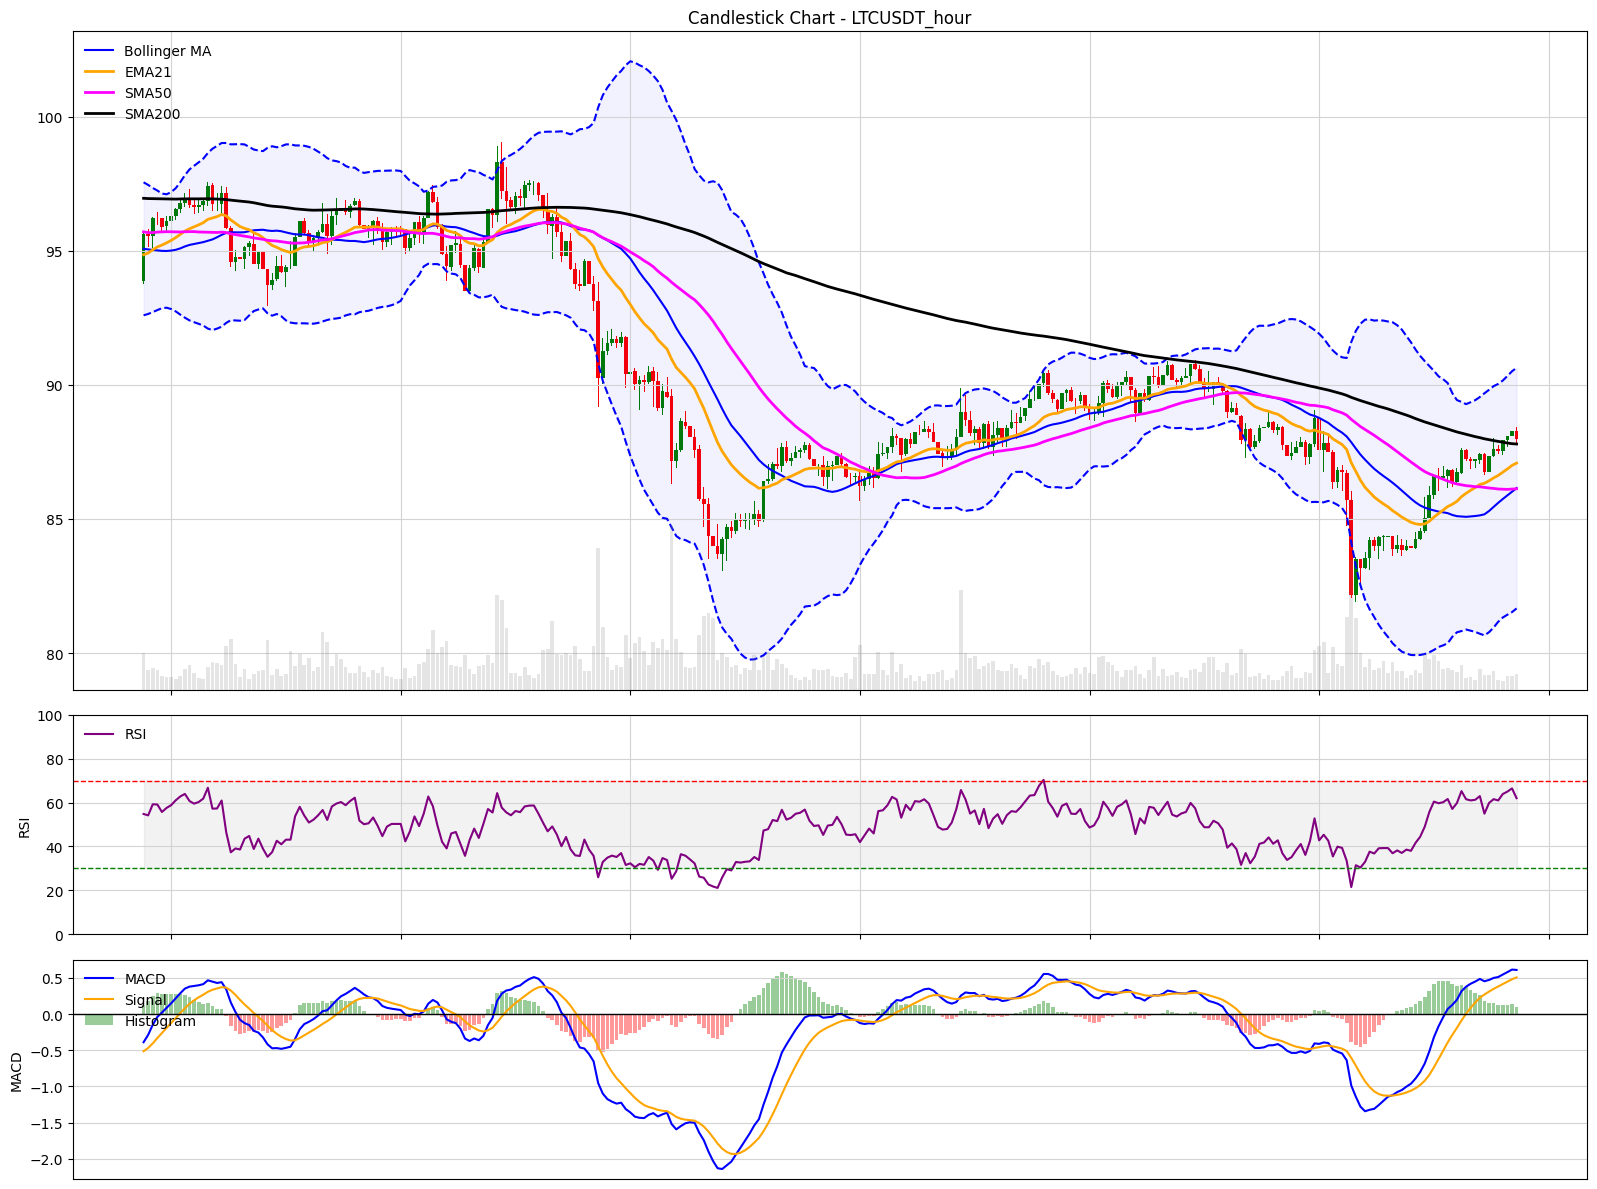 Candlestick Chart - LTCUSDT_hour
Bollinger MA
EMA21
SMA50
SMA200
100
95
90
85
80
RSI
100
80
60
40
20
0
RSI
MACD
Signal
Histogram
0.5
0.0
−0.5
−1.0
−1.5
−2.0
MACD